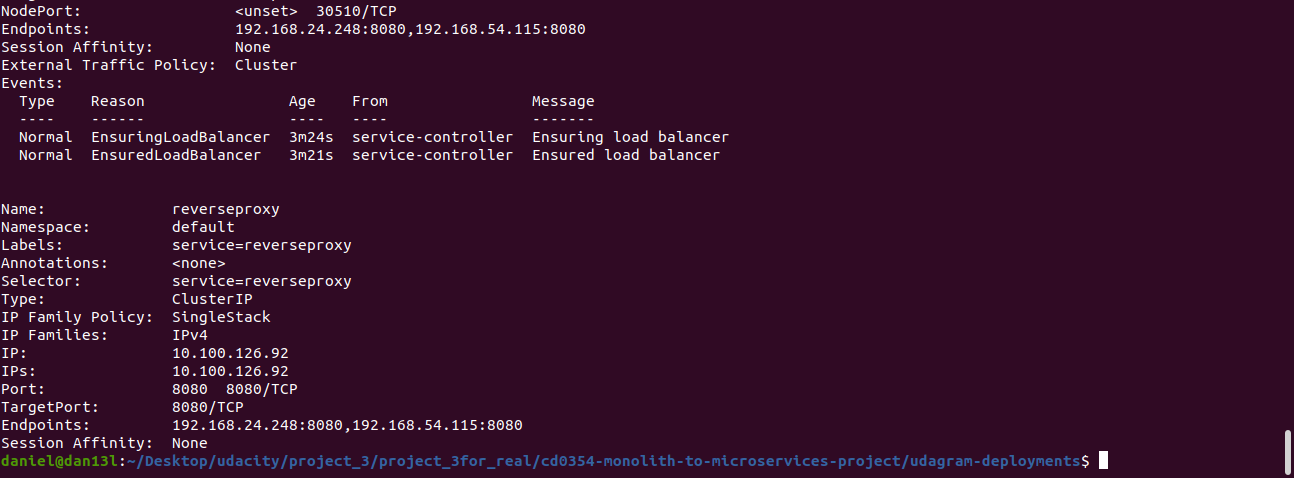 NodePort:                 <unset>  30510/TCP
Endpoints:                192.168.24.248:8080,192.168.54.115:8080
Session Affinity:         None
External Traffic Policy:  Cluster
Events:
  Type    Reason                Age    From                Message
  ----    ------                ----   ----                -------
  Normal  EnsuringLoadBalancer  3m24s  service-controller  Ensuring load balancer
  Normal  EnsuredLoadBalancer   3m21s  service-controller  Ensured load balancer
Name:              reverseproxy
Namespace:         default
Labels:            service=reverseproxy
Annotations:       <none>
Selector:          service=reverseproxy
Type:              ClusterIP
IP Family Policy:  SingleStack
IP Families:       IPv4
IP:                10.100.126.92
IPs:               10.100.126.92
Port:              8080  8080/TCP
TargetPort:        8080/TCP
Endpoints:         192.168.24.248:8080,192.168.54.115:8080
Session Affinity:  None
daniel@dan13l:~/Desktop/udacity/project_3/project_3for_real/cd0354-monolith-to-microservices-project/udagram-deployments$